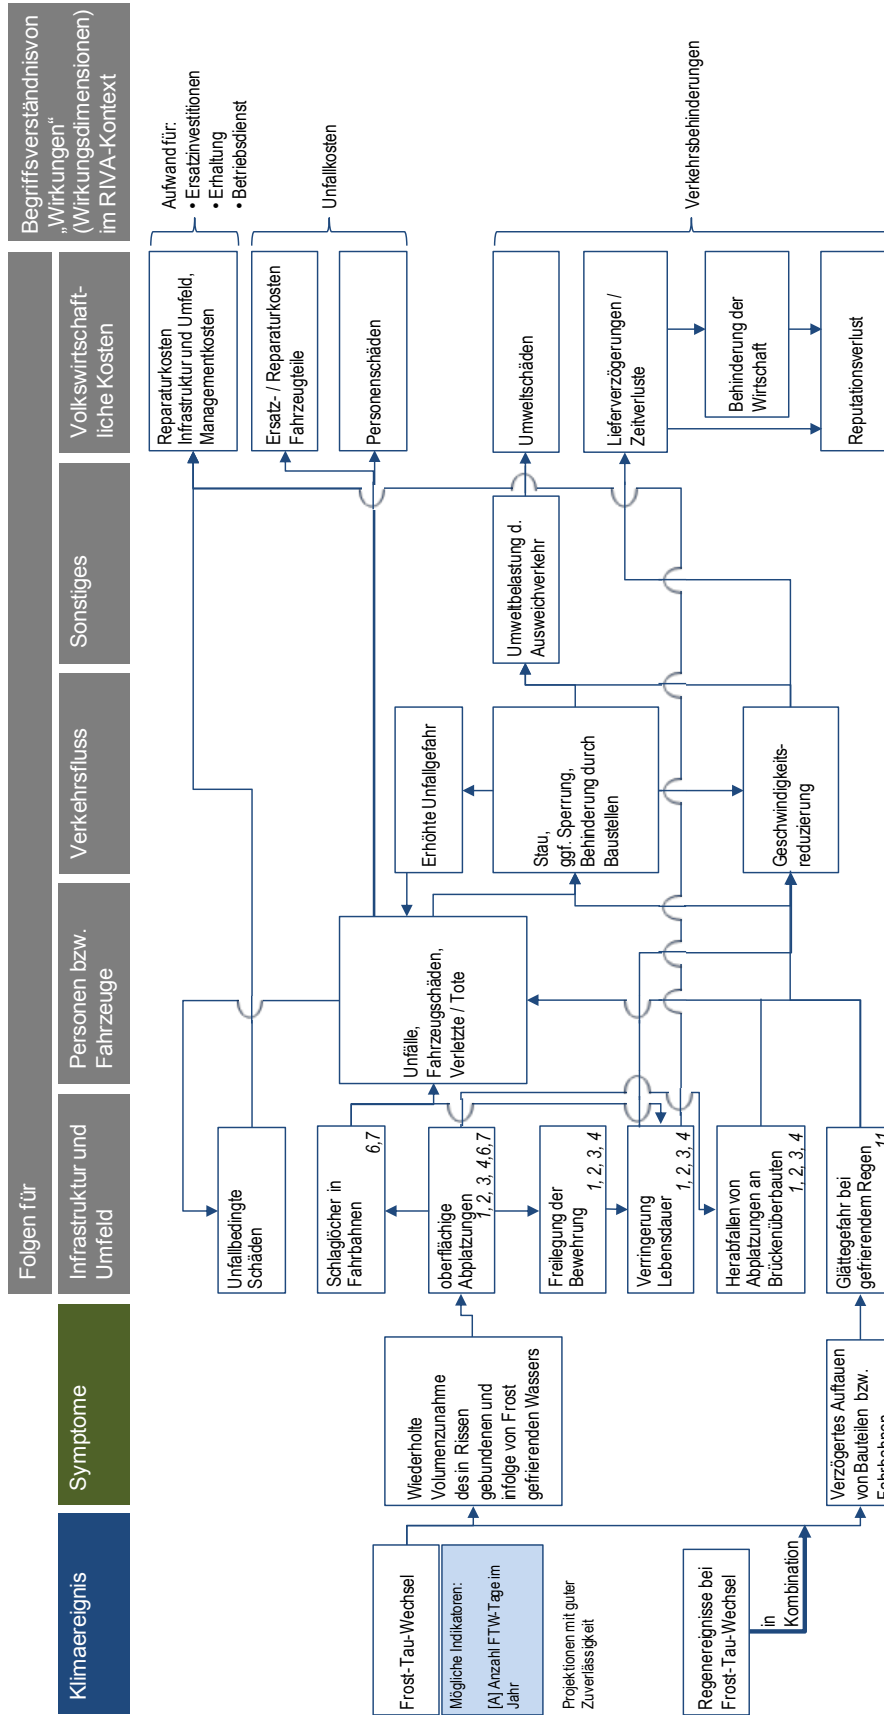 Klimaereignis
Symptome
Folgen für
Infrastruktur und
Umfeld
Personen bzw.
Fahrzeuge
Verkehrsfluss
Sonstiges
Volkswirtschaft-
liche Kosten
Begriffsverständnisvon
„Wirkungen“
(Wirkungsdimensionen)
im RIVA-Kontext
Frost-Tau-Wechsel
Mögliche Indikatoren:
[A] Anzahl FTW-Tage im
Jahr
Projektionen mit guter
Zuverlässigkeit
Regenereignisse bei
Frost-Tau-Wechsel
in
Kombination
Wiederholte
Volumenzunahme
des in Rissen
gebundenen und
infolge von Frost
gefrierenden Wassers
Verzögertes Auftauen
von Bauteilen bzw.
Fahrbahnen
Unfallbedingte
Schäden
Schlaglöcher in
Fahrbahnen
6,7
oberflächige
Abplatzungen
1, 2, 3, 4,6,7
Freilegung der
Bewehrung
1, 2, 3, 4
Verringerung
Lebensdauer
1, 2, 3, 4
Herabfallen von
Abplatzungen an
Brückenüberbauten
1, 2, 3, 4
Glättegefahr bei
gefrierendem Regen
11
Unfälle,
Fahrzeugschäden,
Verletzte / Tote
Erhöhte Unfallgefahr
Stau,
ggf. Sperrung,
Behinderung durch
Baustellen
Geschwindigkeits-
reduzierung
Umweltbelastung d.
Ausweichverkehr
Reparaturkosten
Infrastruktur und Umfeld,
Managementkosten
Ersatz- / Reparaturkosten
Fahrzeugteile
Personenschäden
Umweltschäden
Lieferverzögerungen /
Zeitverluste
Behinderung der
Wirtschaft
Reputationsverlust
Aufwand für:
• Ersatzinvestitionen
• Erhaltung
• Betriebsdienst
Unfallkosten
Verkehrsbehinderungen